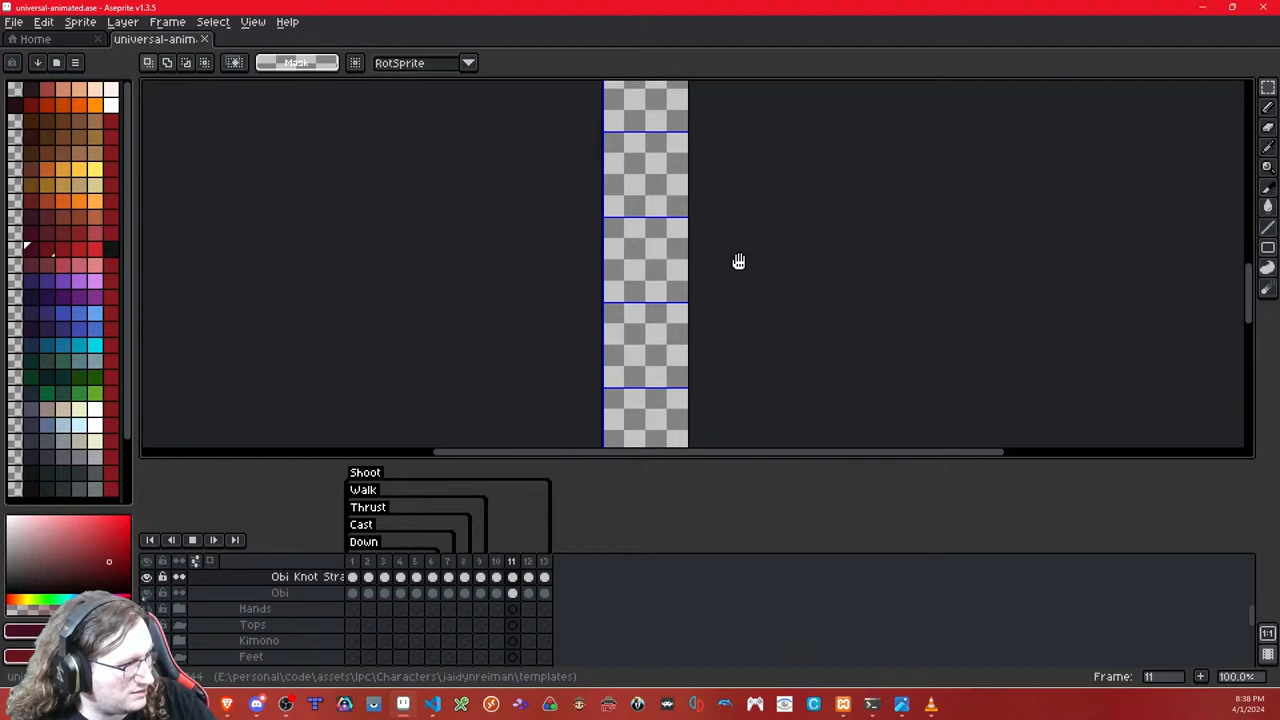 universal-animated.ase - Aseprite v1.3.5
File Edit Sprite Layer Frame Select View Help
Home universal-anim.
Mask RotSprite
Shoot
Walk
Thrust
Cast
Down
1 2 3 4 5 6 7 8 9 10 11 12 13
Obi Knot Stra
Obi
Hands
Tops
Kimono
Feet
(E:\personal\code\assets\lpc\Characters\jaidynreiman\templates) Frame: 11 100.0%
1:1
8:38 PM
4/1/2024